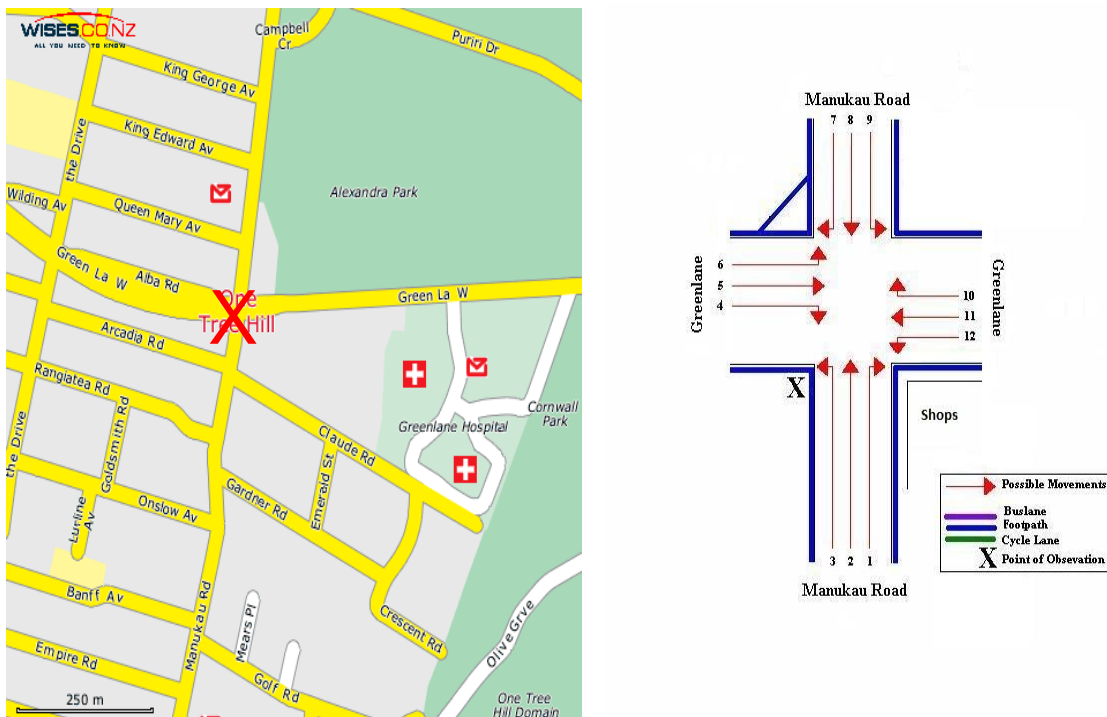 WISES.CO.NZ
ALL YOU NEED TO KNOW
Campbell
Cr
Puriri Dr
King George Av
King Edward Av
the Drive
Alexandra Park
Wilding Av
Queen Mary Av
Green La W
Alba Rd
Green La W
One
Tree Hill
Arcadia Rd
Rangiatea Rd
Goldsmith Rd
the Drive
Claude Rd
Greenlane Hospital
Cornwall
Park
Emerald St
Gardner Rd
Onslow Av
Lurline
Av
Banff Av
Manukau Rd
Mears Pl
Crescent Rd
Olive Grve
Empire Rd
Golf Rd
250 m
One Tree
Hill Domain
Manukau Road
7 8 9
Greenlane
6
5
4
10
11
12
Greenlane
X
Shops
3 2 1
Manukau Road
Possible Movements
Buslane
Footpath
Cycle Lane
X Point of Obsevation